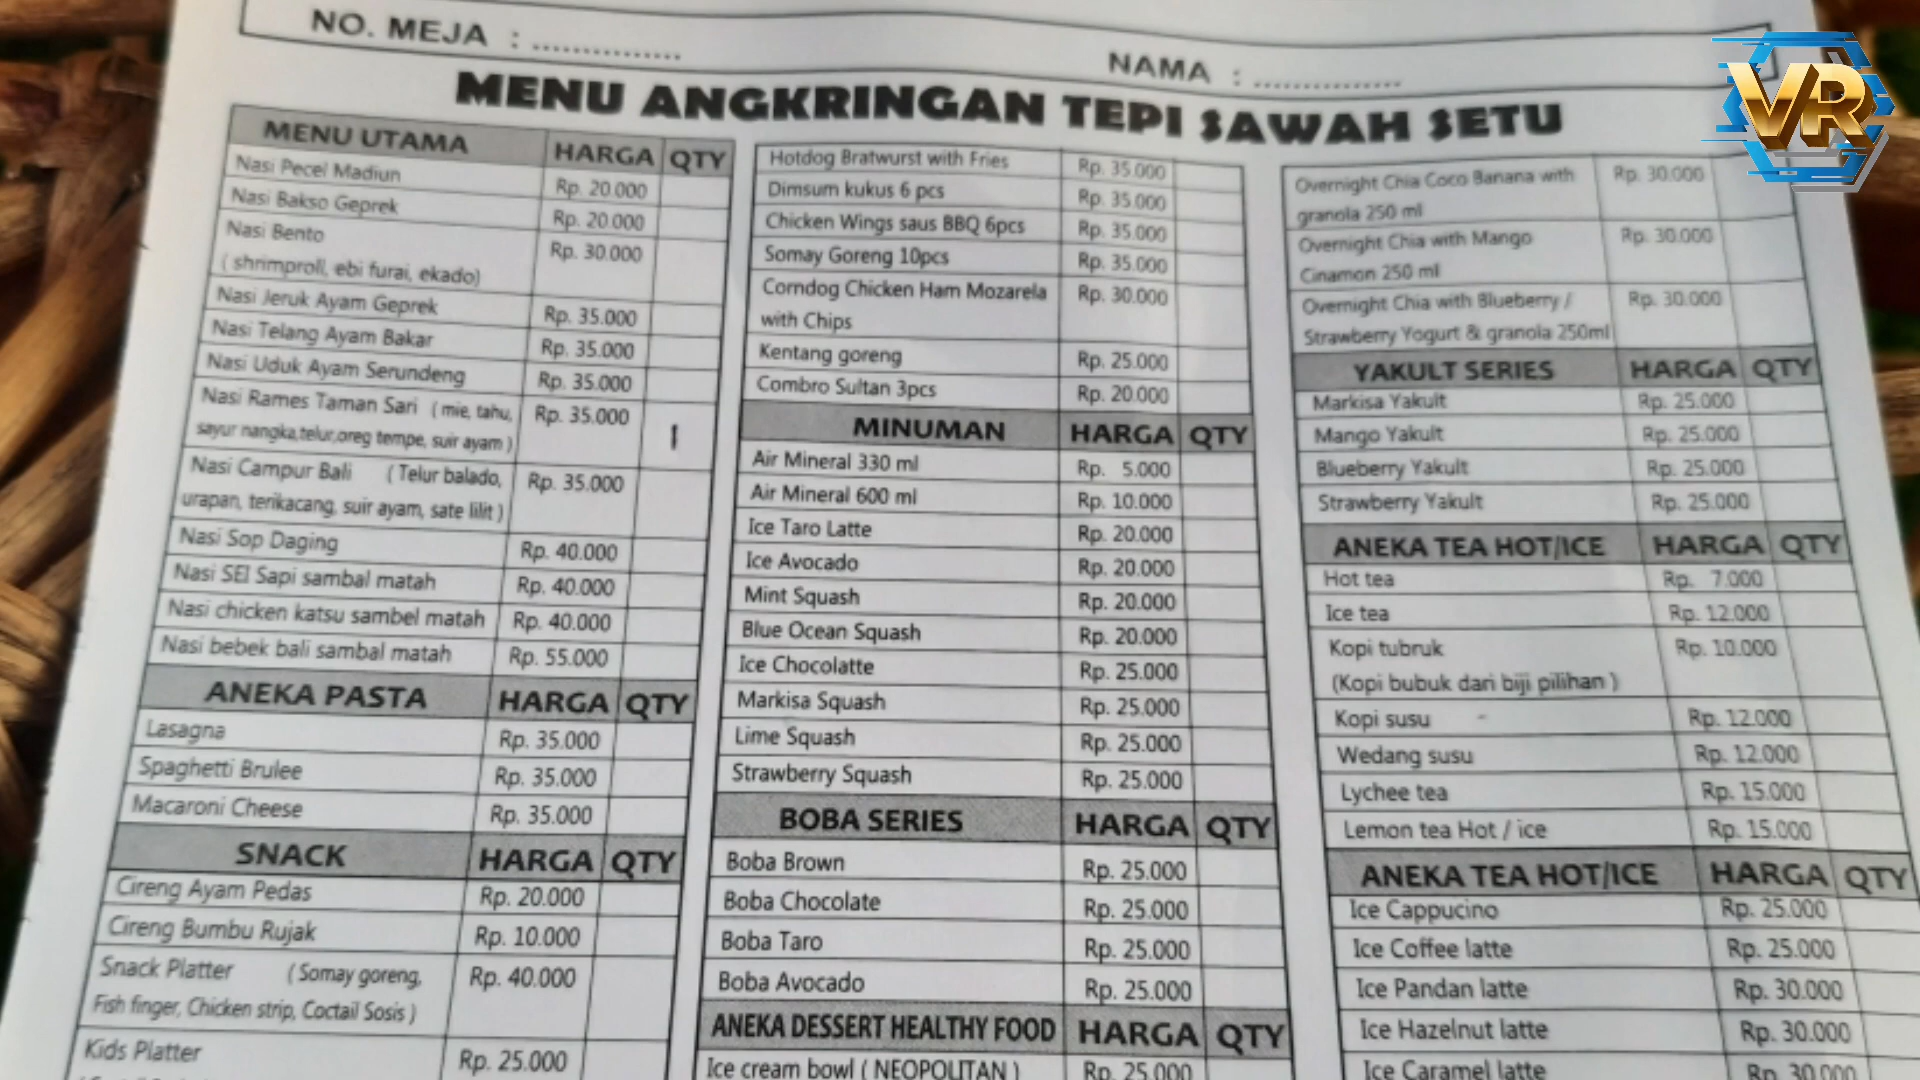 NO. MEJA : ...............
NAMA : ...............
MENU ANGKRINGAN TEPI SAWAH SETU
MENU UTAMA HARGA QTY
Nasi Pecel Madiun Rp. 20.000
Nasi Bakso Geprek Rp. 20.000
Nasi Bento Rp. 30.000
( shrimproll, ebi furai, ekado)
Nasi Jeruk Ayam Geprek Rp. 35.000
Nasi Telang Ayam Bakar Rp. 35.000
Nasi Uduk Ayam Serundeng Rp. 35.000
Nasi Rames Taman Sari ( mie, tahu, Rp. 35.000
sayur nangka,telur,oreg tempe, suir ayam )
Nasi Campur Bali ( Telur balado, Rp. 35.000
urapan, terikacang, suir ayam, sate lilit )
Nasi Sop Daging Rp. 40.000
Nasi SEI Sapi sambal matah Rp. 40.000
Nasi chicken katsu sambel matah Rp. 40.000
Nasi bebek bali sambal matah Rp. 55.000
ANEKA PASTA HARGA QTY
Lasagna Rp. 35.000
Spaghetti Brulee Rp. 35.000
Macaroni Cheese Rp. 35.000
SNACK HARGA QTY
Cireng Ayam Pedas Rp. 20.000
Cireng Bumbu Rujak Rp. 10.000
Snack Platter ( Somay goreng, Rp. 40.000
Fish finger, Chicken strip, Coctail Sosis )
Kids Platter Rp. 25.000
Hotdog Bratwurst with Fries Rp. 35.000
Dimsum kukus 6 pcs Rp. 35.000
Chicken Wings saus BBQ 6pcs Rp. 35.000
Somay Goreng 10pcs Rp. 35.000
Corndog Chicken Ham Mozarela Rp. 30.000
with Chips
Kentang goreng Rp. 25.000
Combro Sultan 3pcs Rp. 20.000
MINUMAN HARGA QTY
Air Mineral 330 ml Rp. 5.000
Air Mineral 600 ml Rp. 10.000
Ice Taro Latte Rp. 20.000
Ice Avocado Rp. 20.000
Mint Squash Rp. 20.000
Blue Ocean Squash Rp. 20.000
Ice Chocolatte Rp. 25.000
Markisa Squash Rp. 25.000
Lime Squash Rp. 25.000
Strawberry Squash Rp. 25.000
BOBA SERIES HARGA QTY
Boba Brown Rp. 25.000
Boba Chocolate Rp. 25.000
Boba Taro Rp. 25.000
Boba Avocado Rp. 25.000
ANEKA DESSERT HEALTHY FOOD HARGA QTY
Ice cream bowl ( NEOPOLITAN ) Rp. 25.000
Overnight Chia Coco Banana with Rp. 30.000
granola 250 ml
Overnight Chia with Mango Rp. 30.000
Cinamon 250 ml
Overnight Chia with Blueberry / Rp. 30.000
Strawberry Yogurt & granola 250ml
YAKULT SERIES HARGA QTY
Markisa Yakult Rp. 25.000
Mango Yakult Rp. 25.000
Blueberry Yakult Rp. 25.000
Strawberry Yakult Rp. 25.000
ANEKA TEA HOT/ICE HARGA QTY
Hot tea Rp. 7.000
Ice tea Rp. 12.000
Kopi tubruk Rp. 10.000
(Kopi bubuk dari biji pilihan )
Kopi susu Rp. 12.000
Wedang susu Rp. 12.000
Lychee tea Rp. 15.000
Lemon tea Hot / ice Rp. 15.000
ANEKA TEA HOT/ICE HARGA QTY
Ice Cappucino Rp. 25.000
Ice Coffee latte Rp. 25.000
Ice Pandan latte Rp. 30.000
Ice Hazelnut latte Rp. 30.000
Ice Caramel latte Rp. 30.000
VR